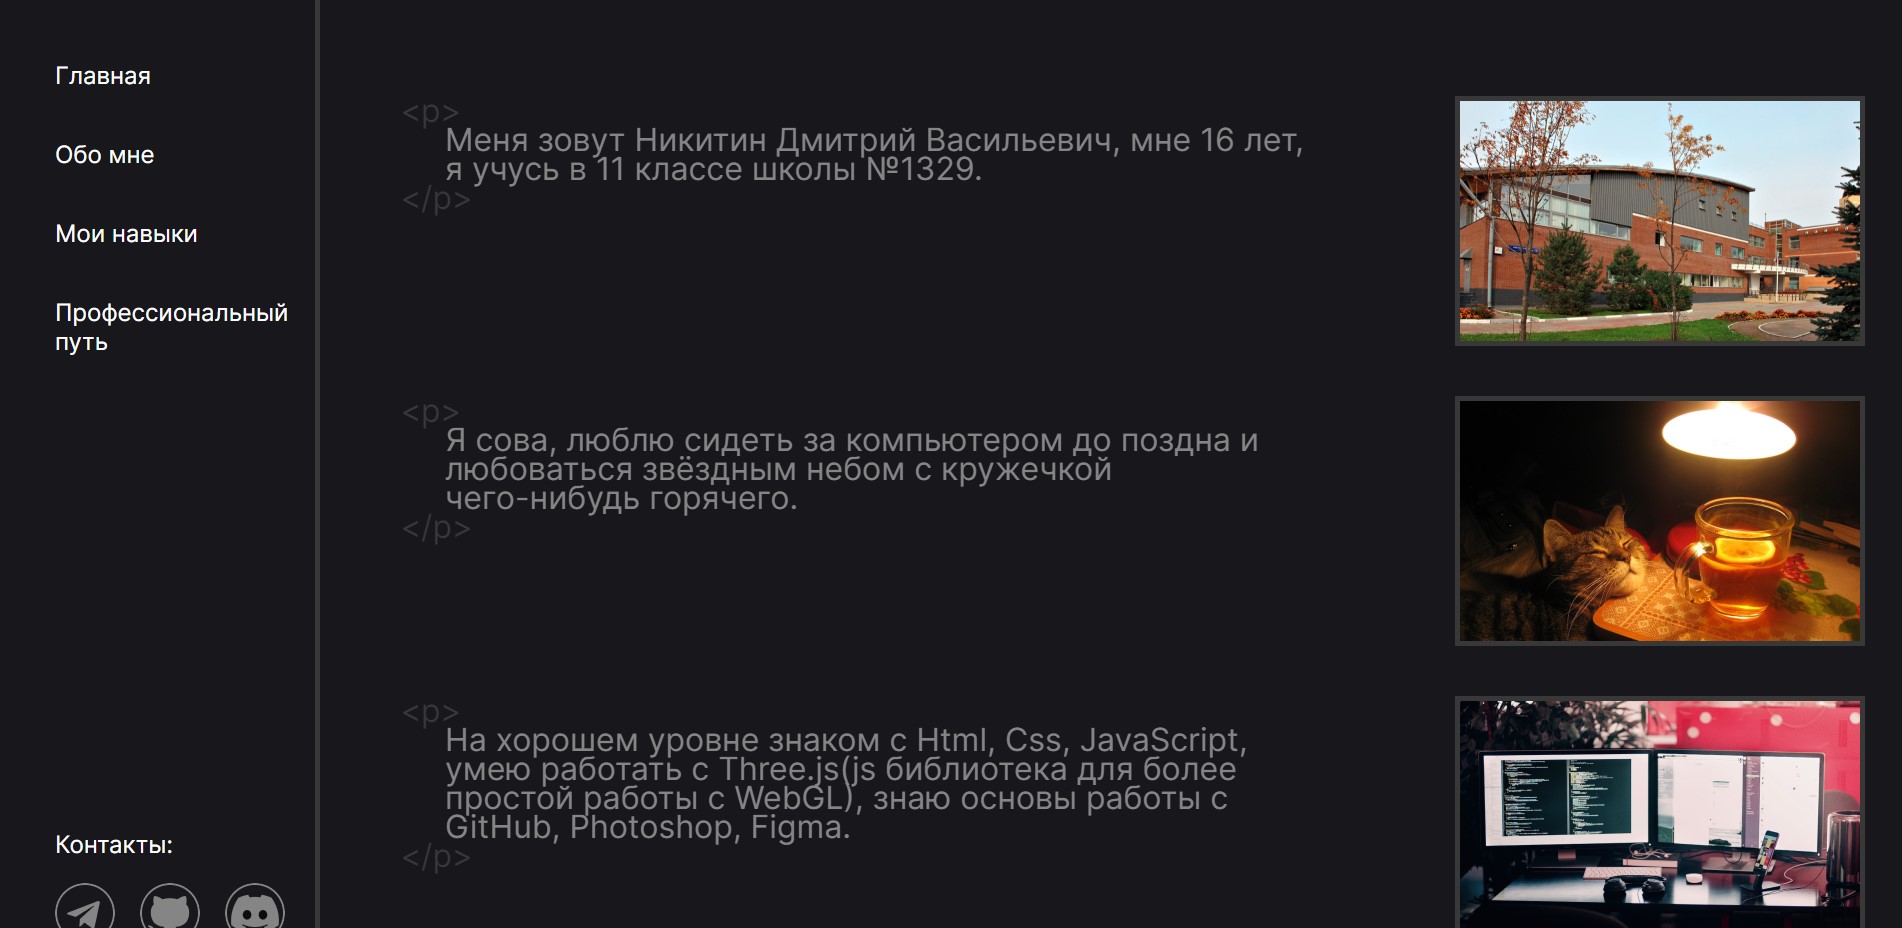 Главная
Обо мне
Мои навыки
Профессиональный
путь
Контакты:
<p>
Меня зовут Никитин Дмитрий Васильевич, мне 16 лет,
я учусь в 11 классе школы №1329.
</p>
<p>
Я сова, люблю сидеть за компьютером до поздна и
любоваться звёздным небом с кружечкой
чего-нибудь горячего.
</p>
<p>
На хорошем уровне знаком с Html, Css, JavaScript,
умею работать с Three.js(js библиотека для более
простой работы с WebGL), знаю основы работы с
GitHub, Photoshop, Figma.
</p>